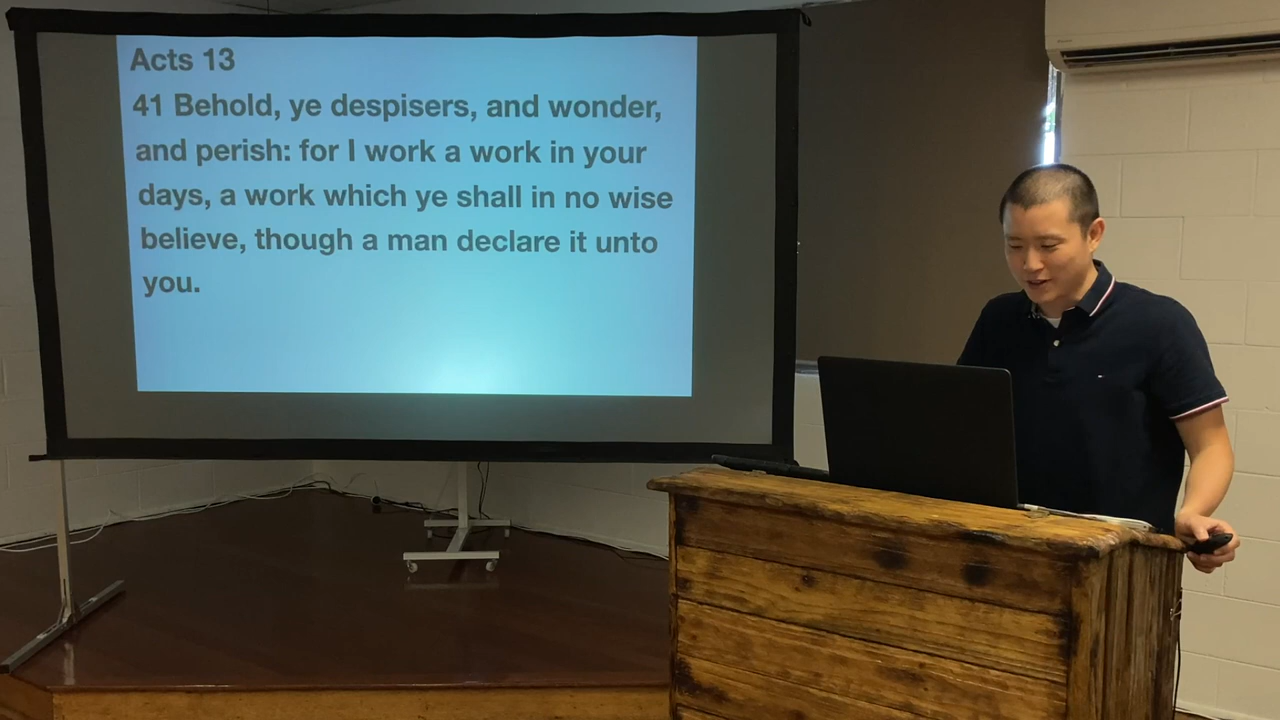 Acts 13
41 Behold, ye despisers, and wonder,
and perish: for I work a work in your
days, a work which ye shall in no wise
believe, though a man declare it unto
you.